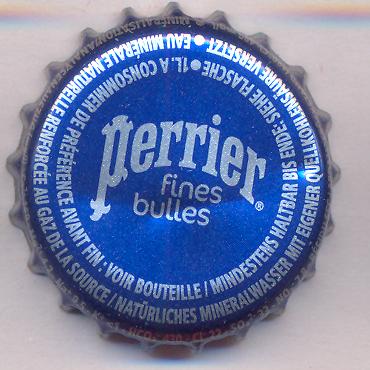 Perrier
fines
bulles
®
EAU MINÉRALE NATURELLE RENFORCÉE AU GAZ DE LA SOURCE / NATÜRLICHES MINERALWASSER MIT EIGENER QUELLKOHLENSÄURE VERSETZT •
1L. À CONSOMMER DE PRÉFÉRENCE AVANT FIN : VOIR BOUTEILLE / MINDESTENS HALTBAR BIS ENDE: SIEHE FLASCHE •